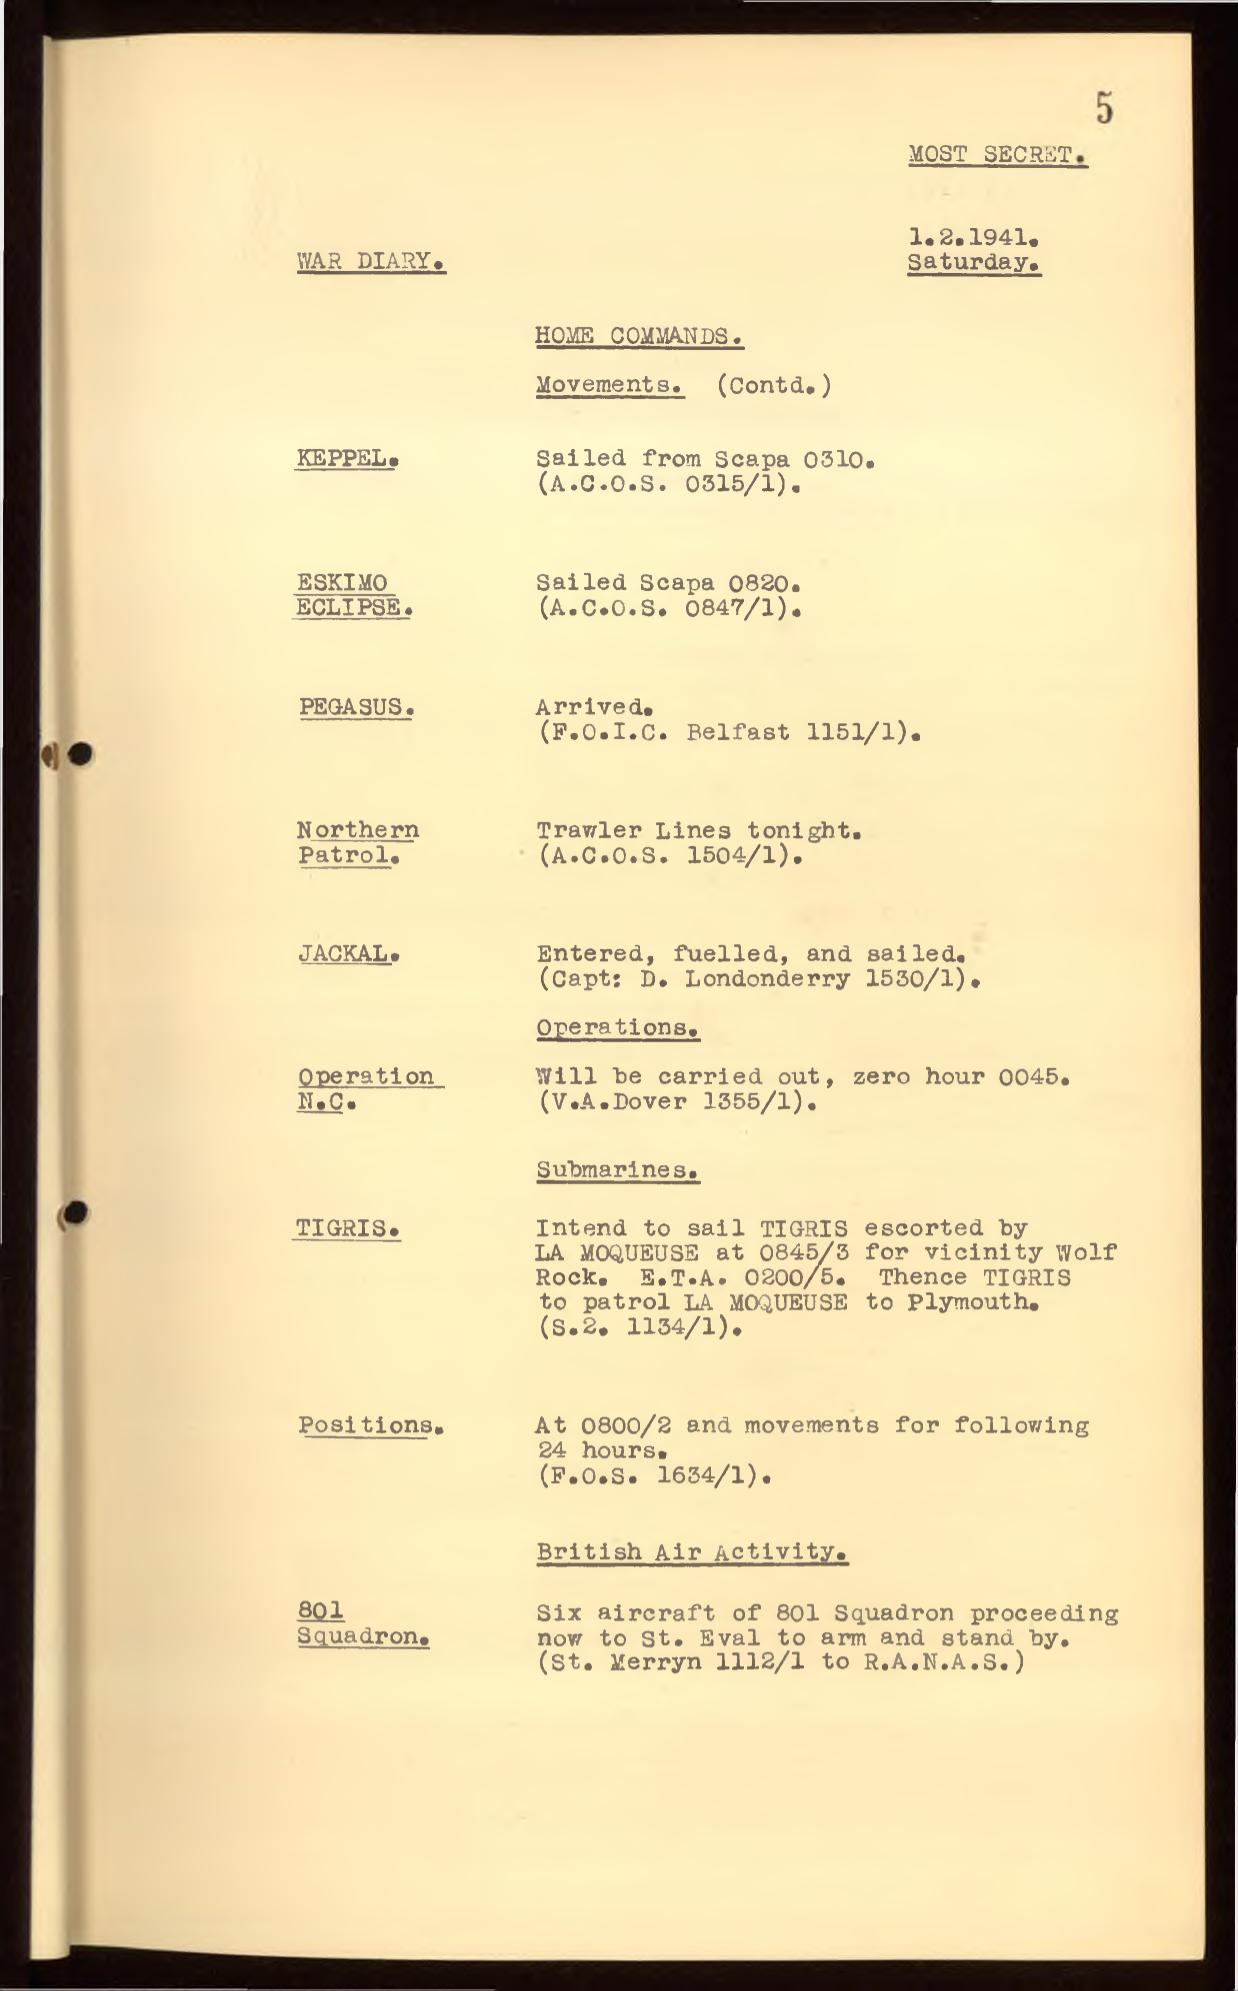 5
MOST SECRET.
1.2.1941.
WAR DIARY. Saturday.
HOME COMMANDS.
Movements. (Contd.)
KEPPEL. Sailed from Scapa 0310.
(A.C.O.S. 0315/1).
ESKIMO Sailed Scapa 0820.
ECLIPSE. (A.C.O.S. 0847/1).
PEGASUS. Arrived.
(F.O.I.C. Belfast 1151/1).
Northern Trawler Lines tonight.
Patrol. (A.C.O.S. 1504/1).
JACKAL. Entered, fuelled, and sailed.
(Capt: D. Londonderry 1530/1).
Operations.
Operation Will be carried out, zero hour 0045.
N.C. (V.A.Dover 1355/1).
Submarines.
TIGRIS. Intend to sail TIGRIS escorted by
LA MOQUEUSE at 0845/3 for vicinity Wolf
Rock. E.T.A. 0200/5. Thence TIGRIS
to patrol LA MOQUEUSE to Plymouth.
(S.2. 1134/1).
Positions. At 0800/2 and movements for following
24 hours.
(F.O.S. 1634/1).
British Air Activity.
801 Six aircraft of 801 Squadron proceeding
Squadron. now to St. Eval to arm and stand by.
(St. Merryn 1112/1 to R.A.N.A.S.)